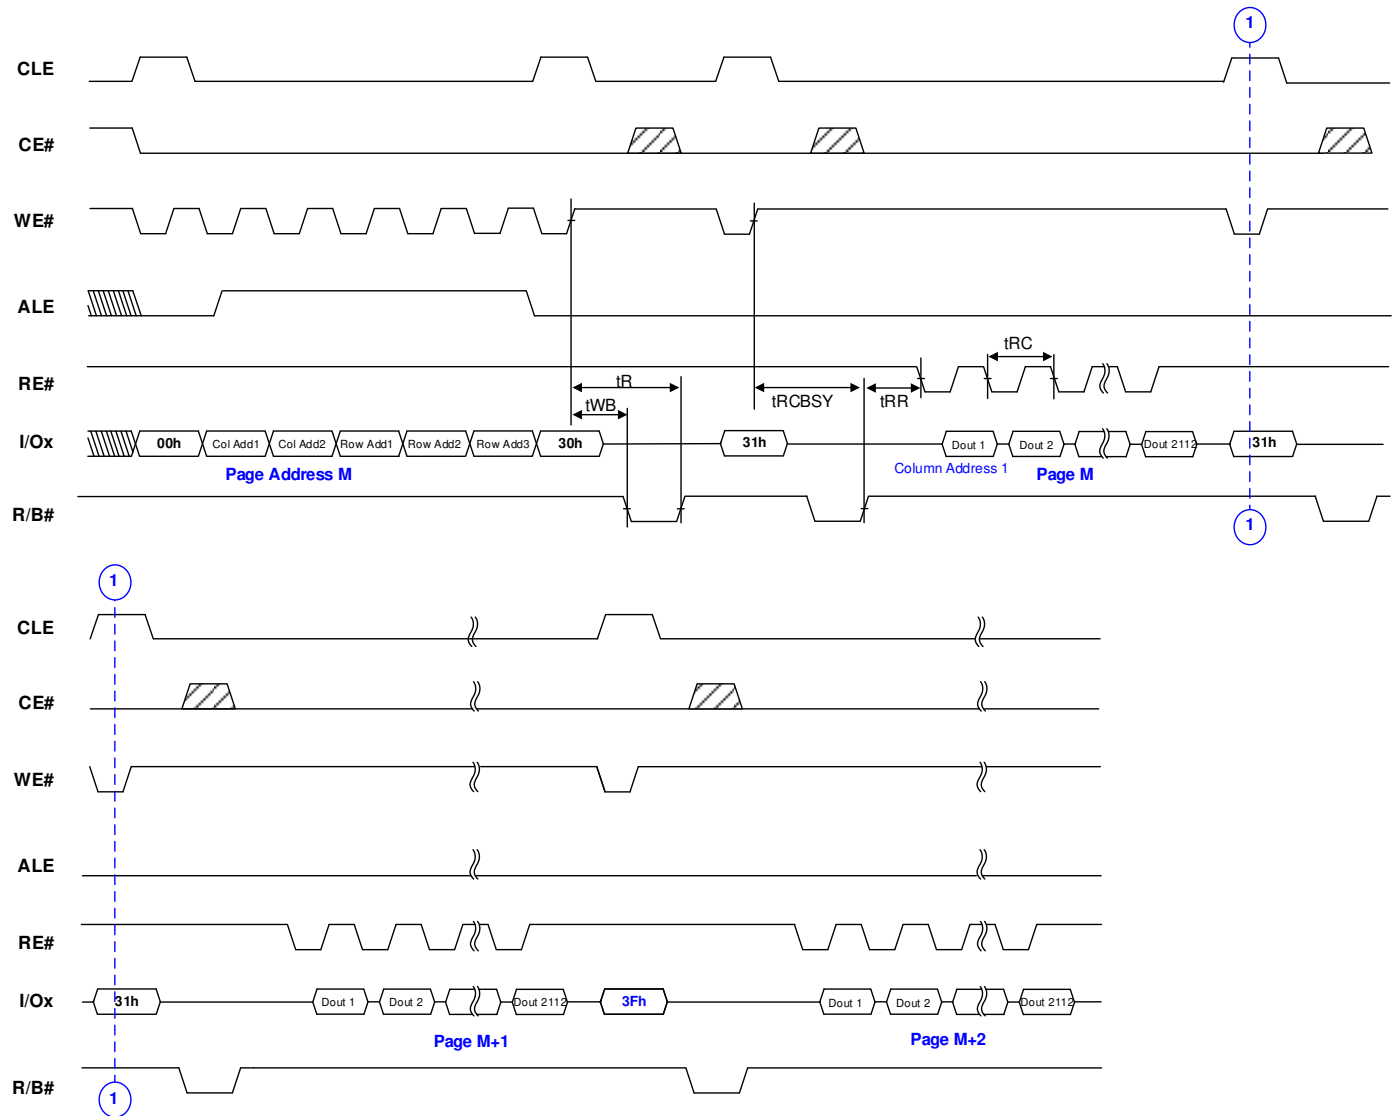 1
CLE
CE#
WE#
ALE
RE#
tRC
tR
tWB
tRCBSY
tRR
I/Ox
00h Col Add1 Col Add2 Row Add1 Row Add2 Row Add3 30h 31h Dout 1 Dout 2 Dout 2112 31h
Page Address M
Column Address 1
Page M
R/B#
1
1
CLE
CE#
WE#
ALE
RE#
I/Ox
31h Dout 1 Dout 2 Dout 2112 3Fh Dout 1 Dout 2 Dout 2112
Page M+1
Page M+2
R/B#
1